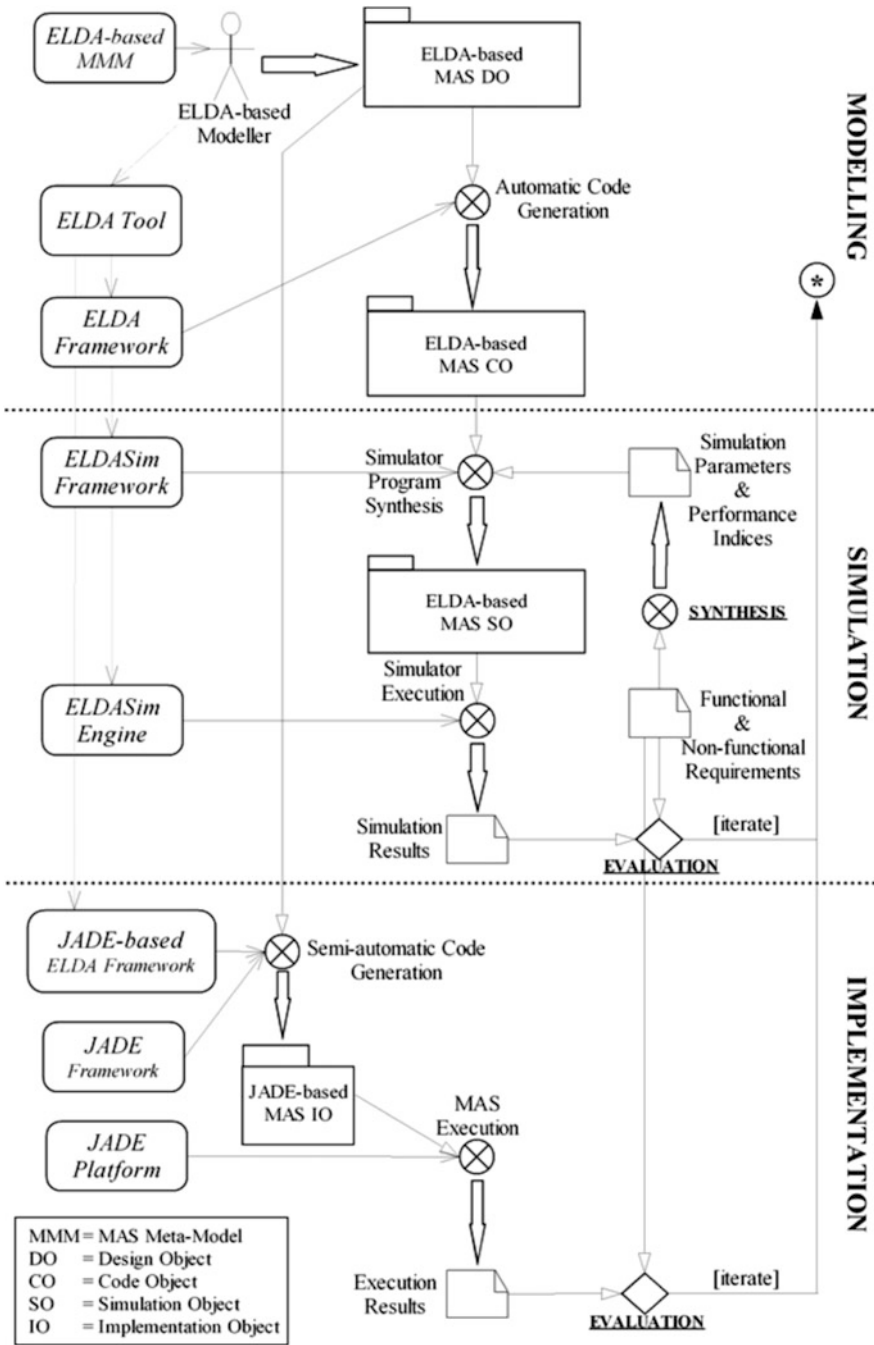 ELDA-based
MMM
ELDA-based
Modeller
ELDA-based
MAS DO
MODELLING
ELDA Tool
Automatic Code
Generation
*
ELDA
Framework
ELDA-based
MAS CO
ELDASim
Framework
Simulator
Program
Synthesis
Simulation
Parameters
&
Performance
Indices
SIMULATION
ELDA-based
MAS SO
SYNTHESIS
Simulator
Execution
ELDASim
Engine
Functional
&
Non-functional
Requirements
Simulation
Results
[iterate]
EVALUATION
JADE-based
ELDA Framework
Semi-automatic Code
Generation
IMPLEMENTATION
JADE
Framework
JADE-based
MAS IO
MAS
Execution
JADE
Platform
MMM = MAS Meta-Model
DO = Design Object
CO = Code Object
SO = Simulation Object
IO = Implementation Object
Execution
Results
[iterate]
EVALUATION